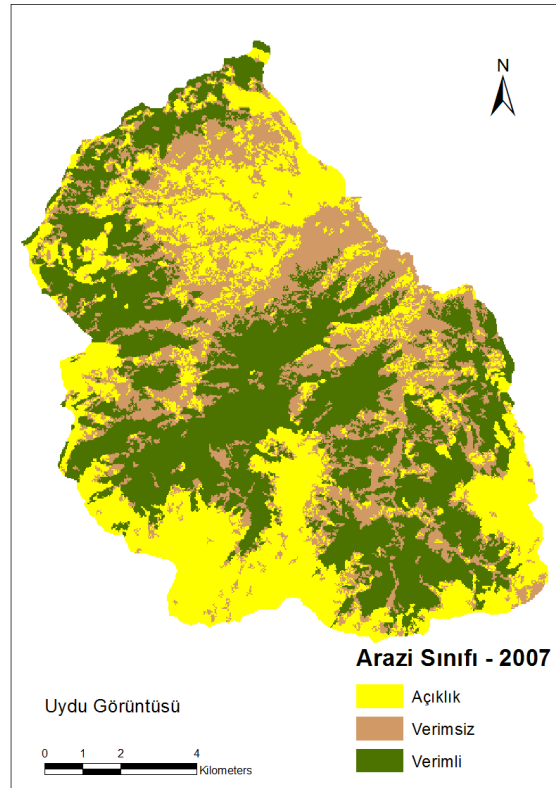 N
Arazi Sınıfı - 2007
Açıklık
Verimsiz
Verimli
Uydu Görüntüsü
0 1 2 4
Kilometers